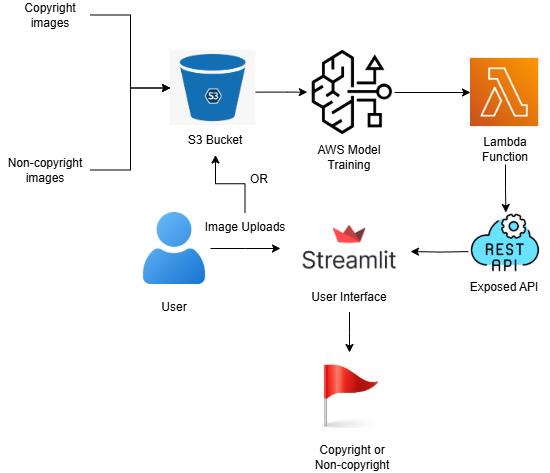 Copyright
images
S3
S3 Bucket
AWS Model
Training
Lambda
Function
Non-copyright
images
OR
Image Uploads
User
Streamlit
User Interface
REST
API
Exposed API
Copyright or
Non-copyright